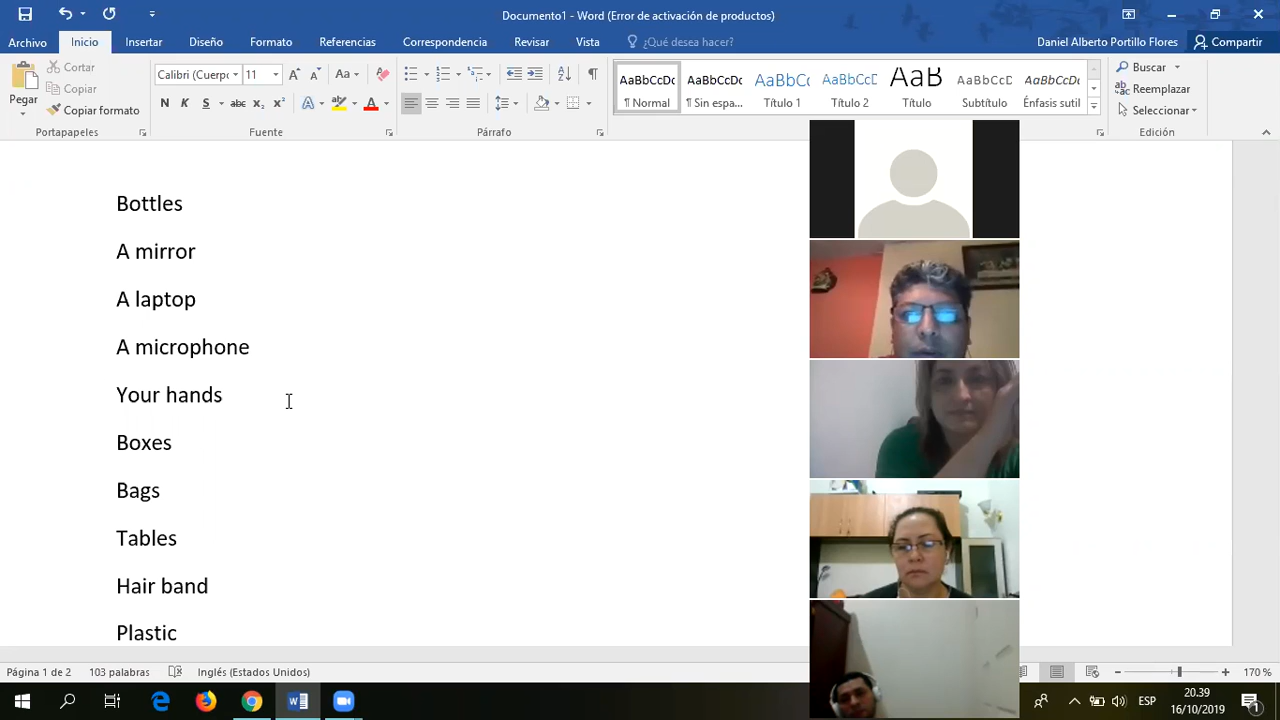 Documento1 - Word (Error de activación de productos)
Archivo Inicio Insertar Diseño Formato Referencias Correspondencia Revisar Vista ¿Qué desea hacer? Daniel Alberto Portillo Flores Compartir
Pegar
Cortar
Copiar
Copiar formato
Portapapeles
Calibri (Cuerpo 11
N K S abc x₂ x²
Fuente
Párrafo
AaBbCcDc AaBbCcDc AaBbCc AaBbCcD AaB AaBbCcD AaBbCcDc
¶ Normal ¶ Sin espa... Título 1 Título 2 Título Subtítulo Énfasis sutil
Buscar
Reemplazar
Seleccionar
Edición
Bottles
A mirror
A laptop
A microphone
Your hands
Boxes
Bags
Tables
Hair band
Plastic
Página 1 de 2 103 palabras Inglés (Estados Unidos) 170 %
ESP
20.39
16/10/2019